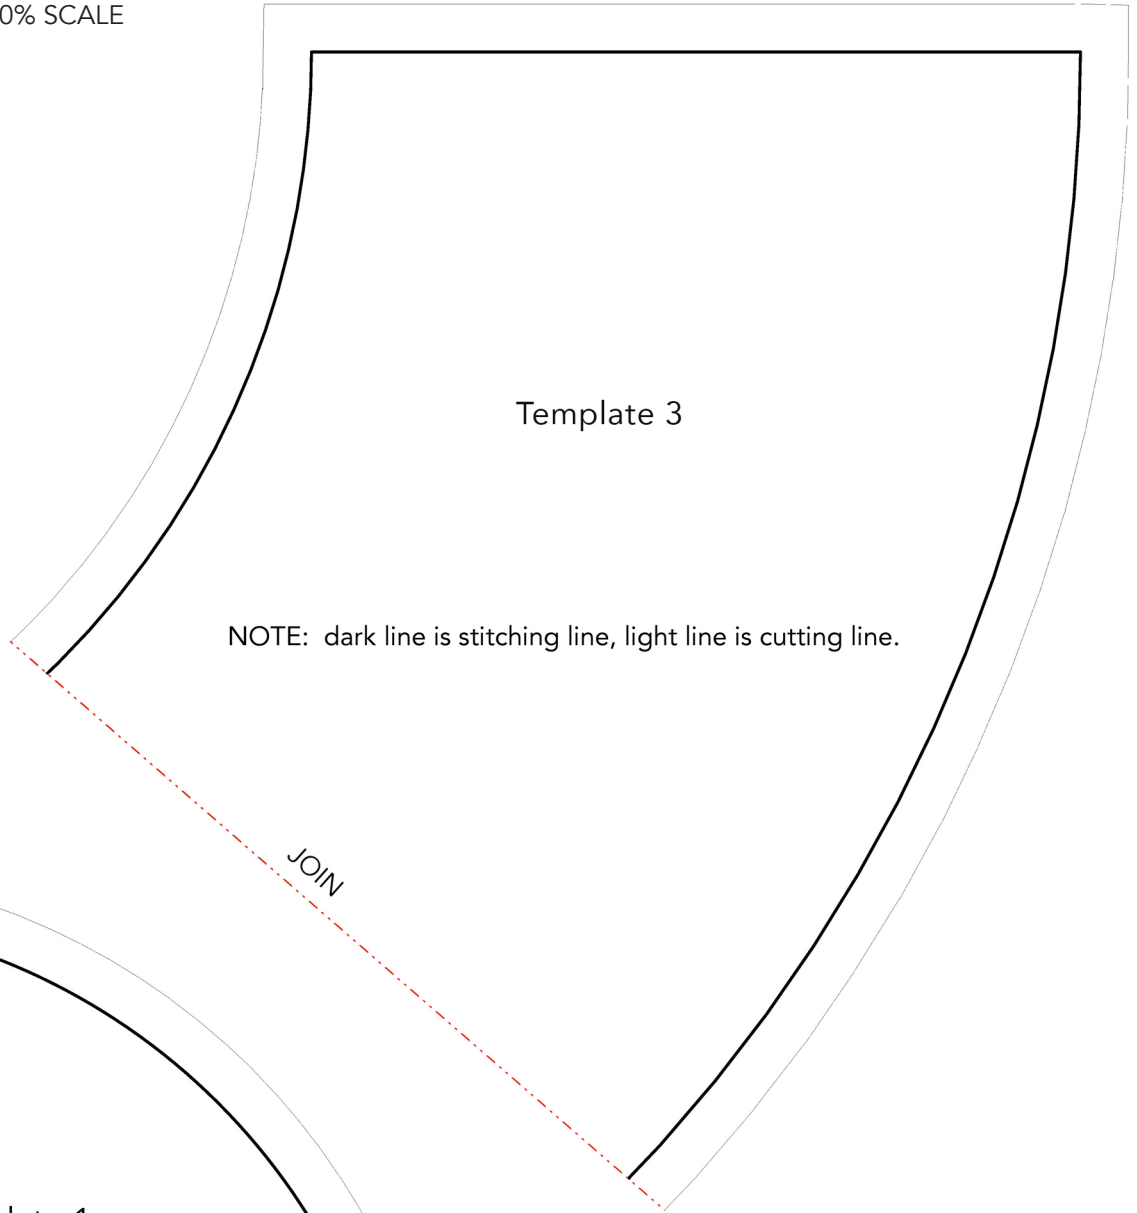 0% SCALE
Template 3
NOTE:  dark line is stitching line, light line is cutting line.
JOIN